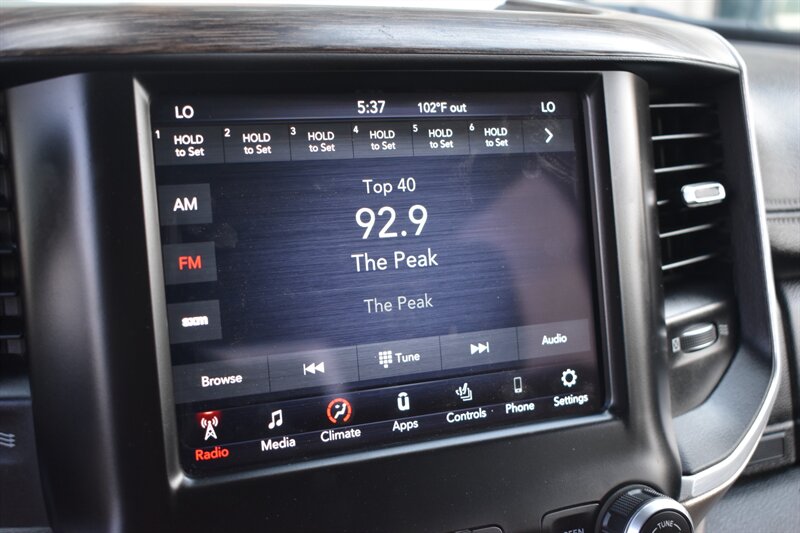 LO 5:37 102°F out LO
1 HOLD to Set 2 HOLD to Set 3 HOLD to Set 4 HOLD to Set 5 HOLD to Set 6 HOLD to Set
Top 40
AM
92.9
FM
The Peak
The Peak
sxm
Browse Tune Audio
Radio Media Climate Apps Controls Phone Settings
TUNE